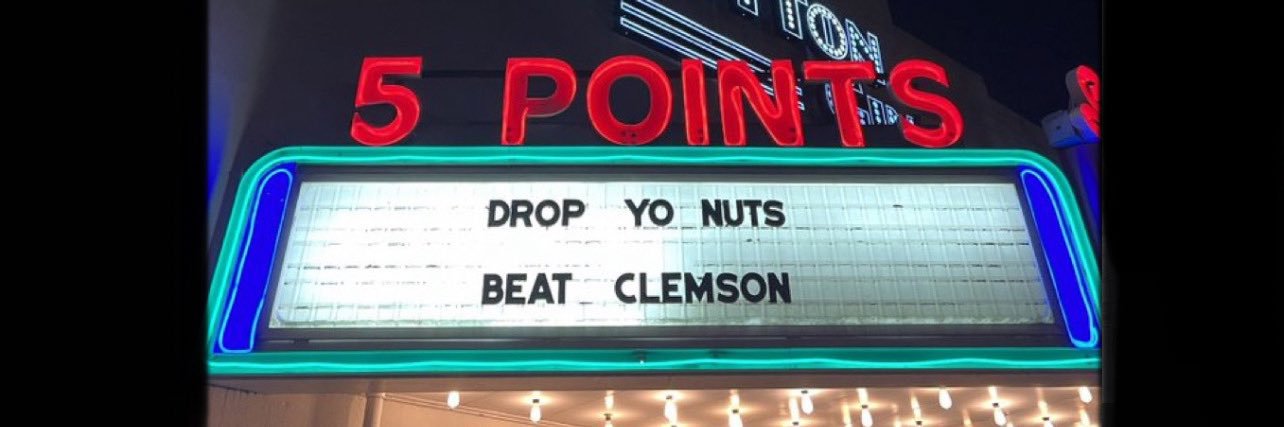 5 POINTS
DROP YO NUTS
BEAT CLEMSON